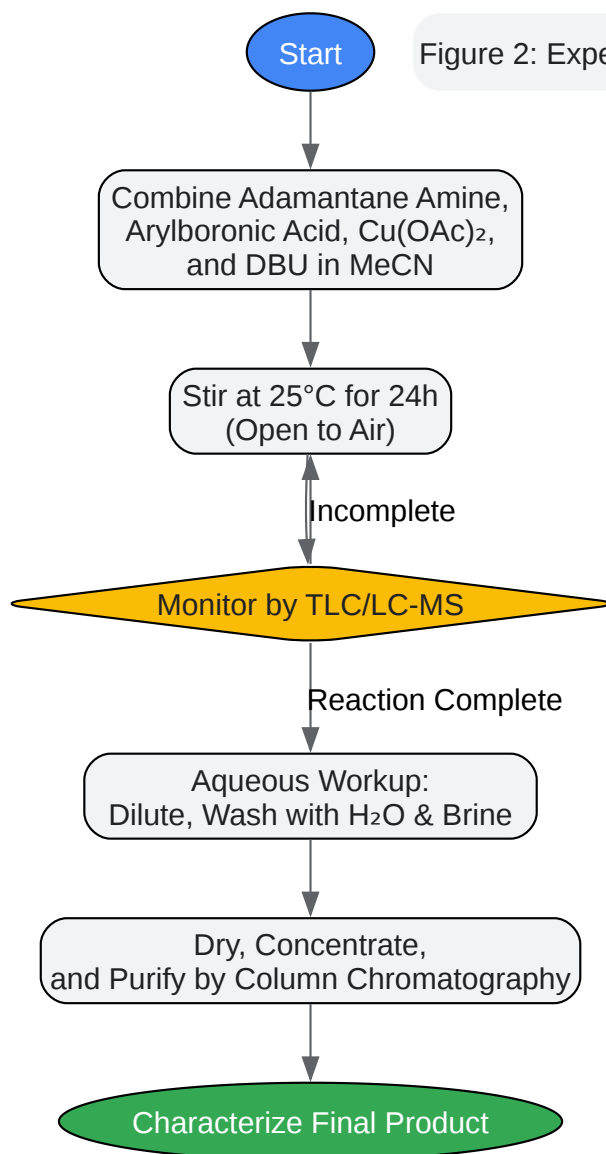 Start
Figure 2: Expe
Combine Adamantane Amine,
Arylboronic Acid, Cu(OAc)₂,
and DBU in MeCN
Stir at 25°C for 24h
(Open to Air)
Incomplete
Monitor by TLC/LC-MS
Reaction Complete
Aqueous Workup:
Dilute, Wash with H₂O & Brine
Dry, Concentrate,
and Purify by Column Chromatography
Characterize Final Product